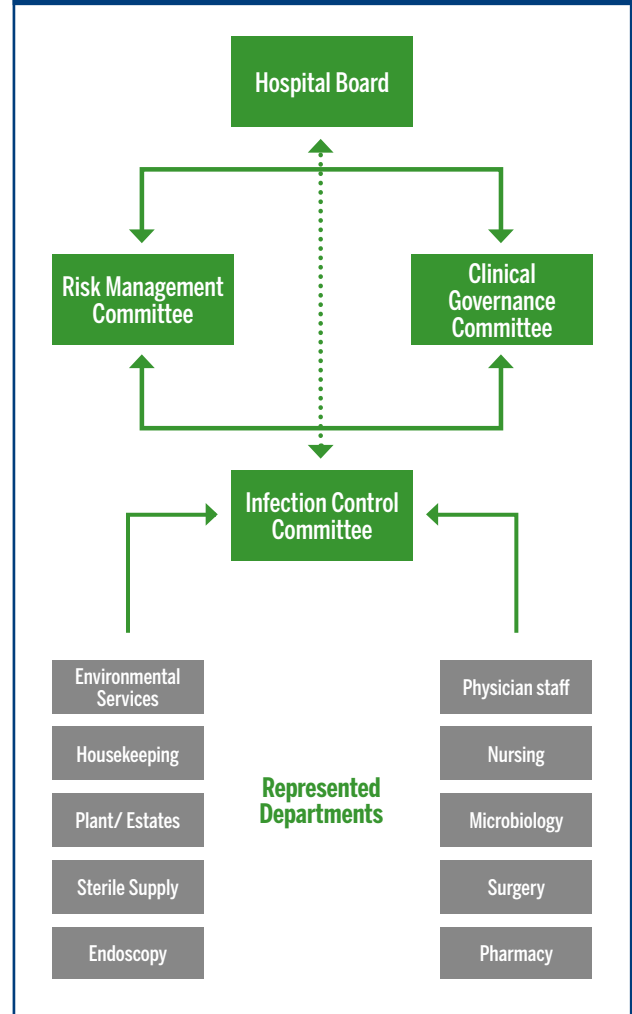 Hospital Board
Risk Management
Committee
Clinical
Governance
Committee
Infection Control
Committee
Environmental
Services
Housekeeping
Plant/ Estates
Sterile Supply
Endoscopy
Represented
Departments
Physician staff
Nursing
Microbiology
Surgery
Pharmacy